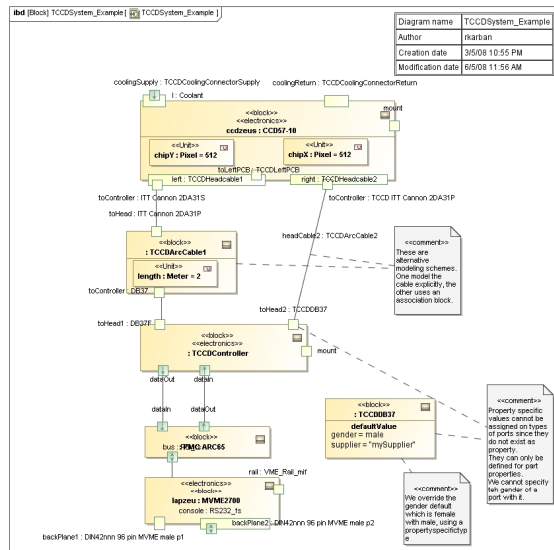 ibd [Block] TCCDSystem_Example [ TCCDSystem_Example ]
Diagram name TCCDSystem_Example
Author rkarban
Creation date 3/5/08 10:55 PM
Modification date 6/5/08 11:56 AM
coolingSupply : TCCDCoolingConnectorSupply
coolingReturn : TCCDCoolingConnectorReturn
l : Coolant
mount
<<block>>
<<electronics>>
ccdzeus : CCD57-10
<<Unit>>
chipY : Pixel = 512
<<Unit>>
chipX : Pixel = 512
toLeftPCB : TCCDLeftPCB
left : TCCDHeadcable1
right : TCCDHeadcable2
toController : ITT Cannon 2DA31S
toController : TCCD ITT Cannon 2DA31P
toHead : ITT Cannon 2DA31P
headCable2 : TCCDArcCable2
<<block>>
: TCCDArcCable1
<<Unit>>
length : Meter = 2
<<comment>>
These are
alternative
modeling schemes.
One model the
cable explicitly, the
other uses an
association block.
toController : DB37
toHead2 : TCCDDB37
toHead1 : DB37F
<<block>>
<<electronics>>
: TCCDController
mount
dataOut
dataIn
dataIn
dataOut
<<block>>
bus : PMC ARC65
<<block>>
: TCCDDB37
defaultValue
gender = male
supplier = "mySupplier"
<<comment>>
Property specific
values cannot be
assigned on types
of ports since they
do not exist as
property.
They can only be
defined for part
properties.
We cannot specify
teh gender of a
port with it.
rail : VME_Rail_mif
<<electronics>>
<<block>>
lapzeu : MVME2700
console : RS232_fs
backPlane2 : DIN42nnn 96 pin MVME male p2
backPlane1 : DIN42nnn 96 pin MVME male p1
<<comment>>
We override the
gender default
which is female
with male, using a
propertyspecifictyp
e